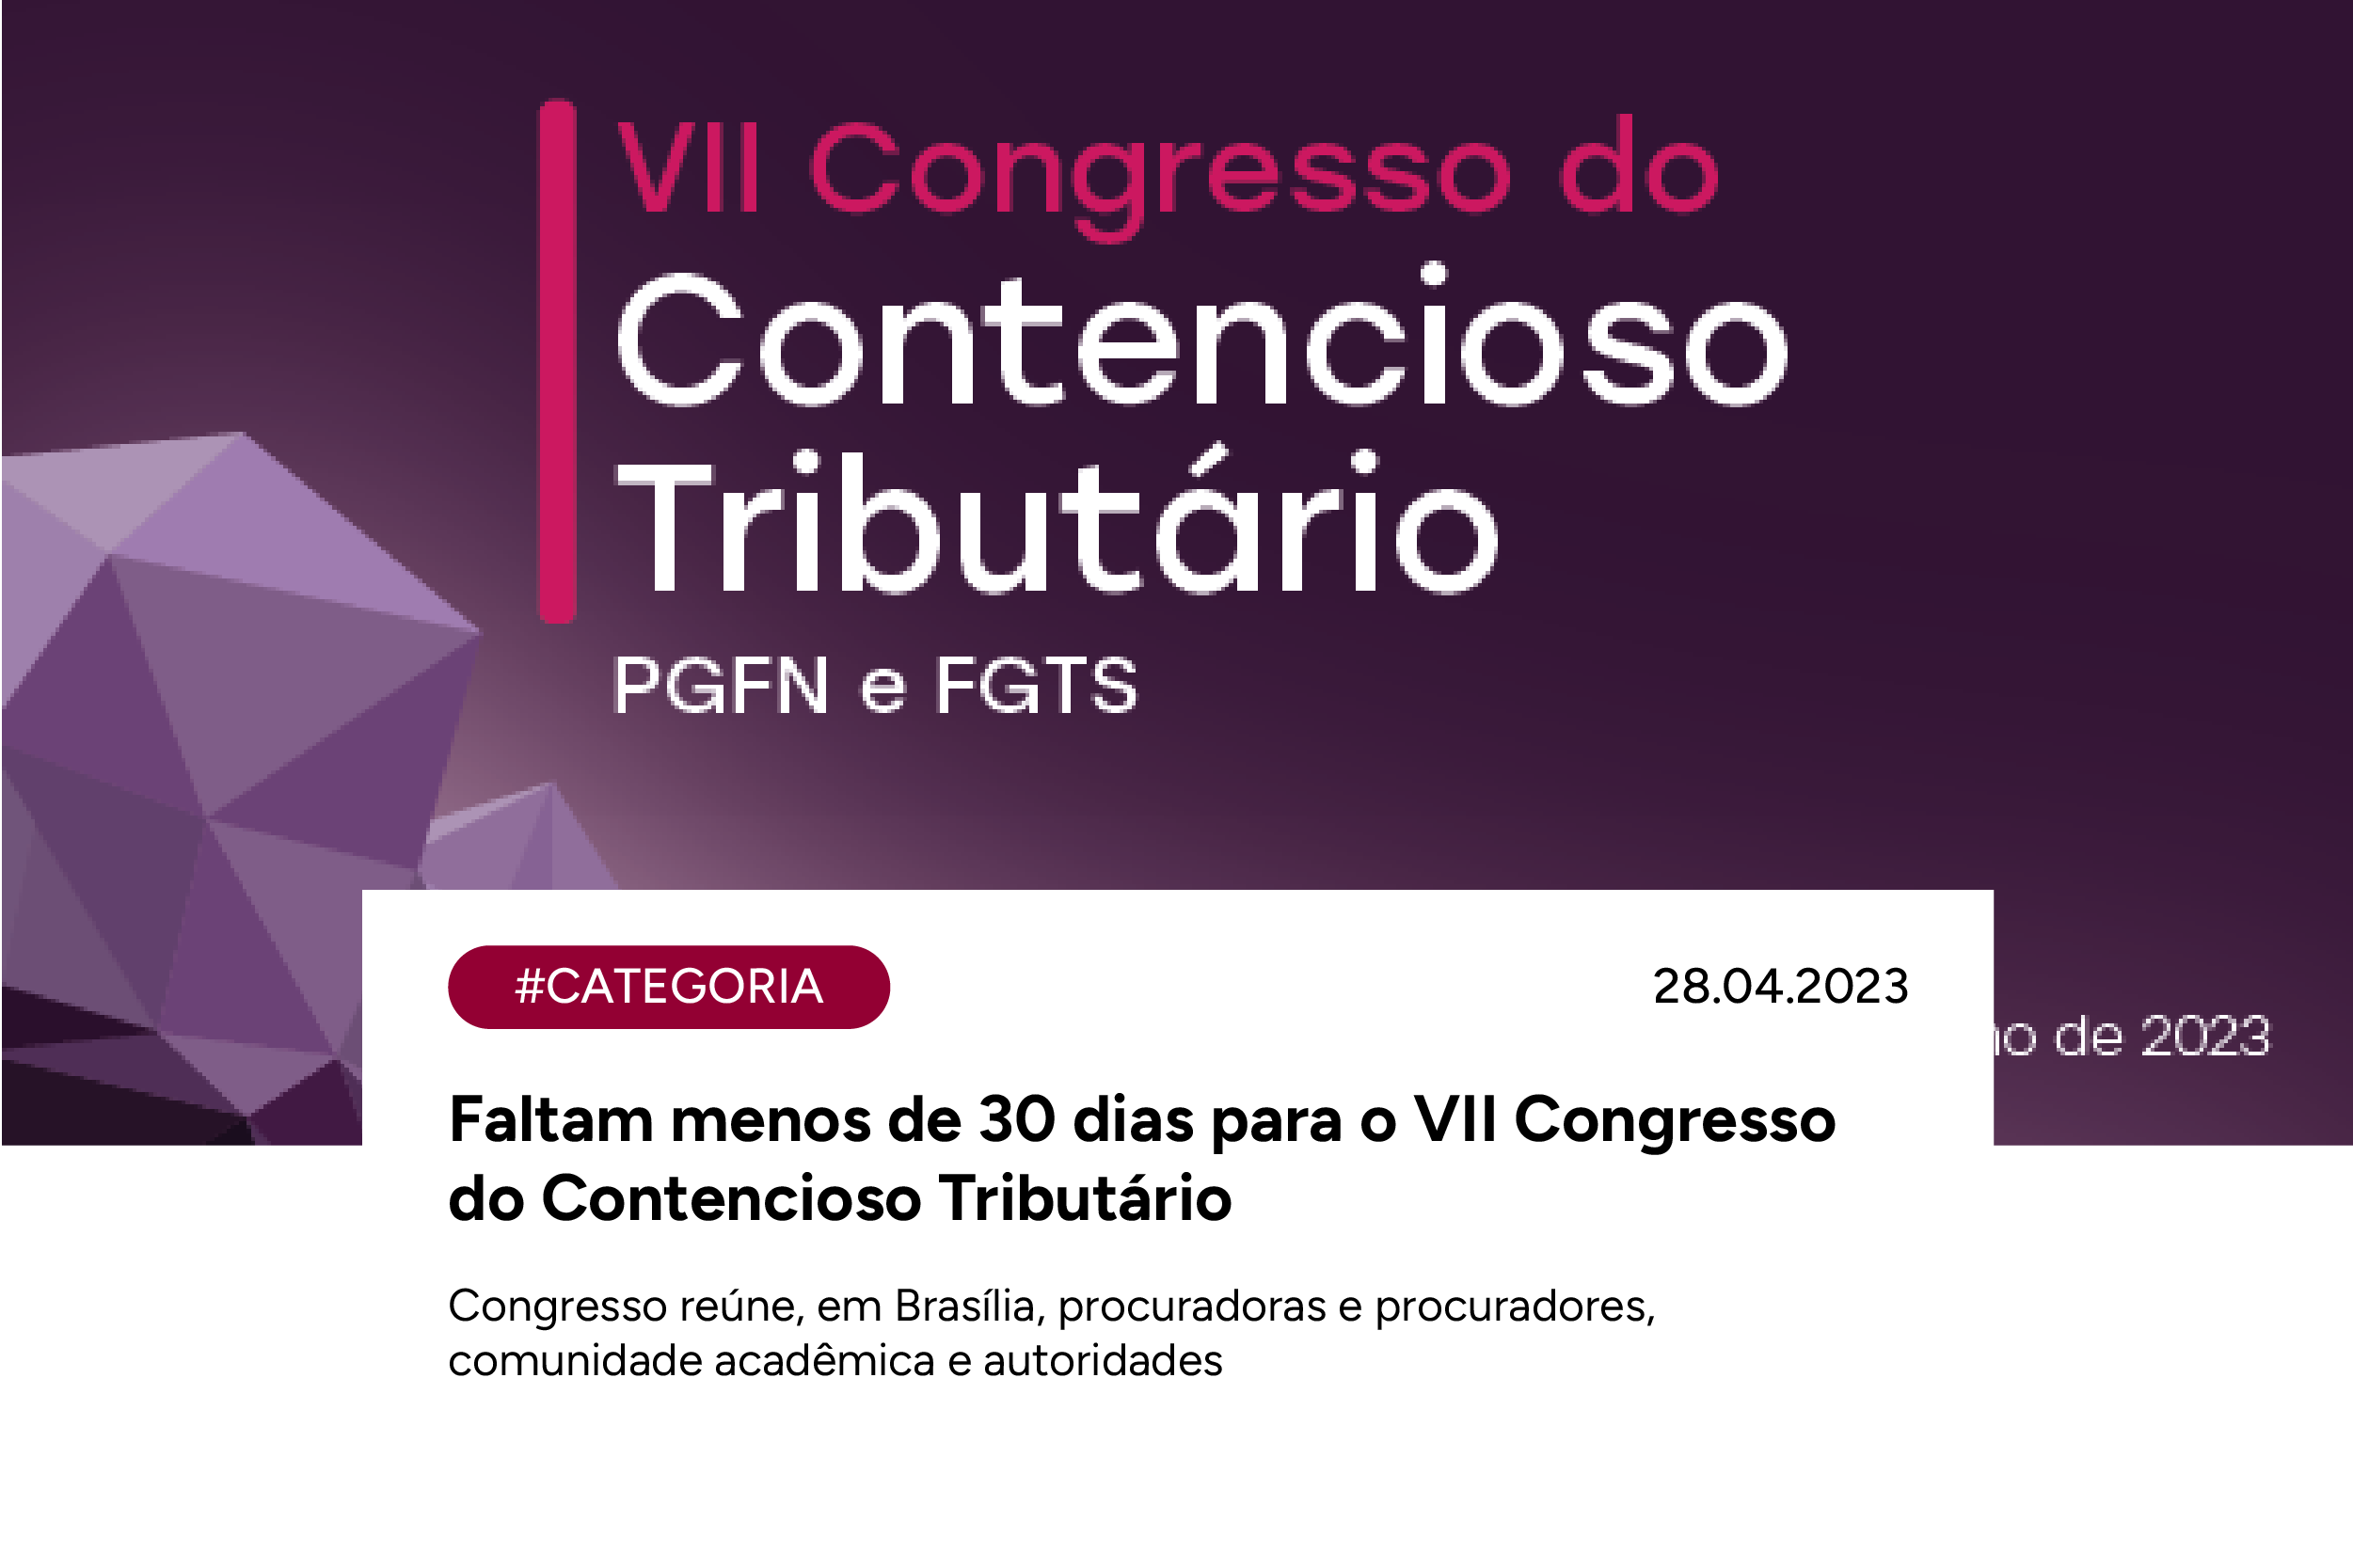 VII Congresso do
Contencioso
Tributário
PGFN e FGTS
#CATEGORIA
28.04.2023
de 2023
Faltam menos de 30 dias para o VII Congresso
do Contencioso Tributário
Congresso reúne, em Brasília, procuradoras e procuradores,
comunidade acadêmica e autoridades